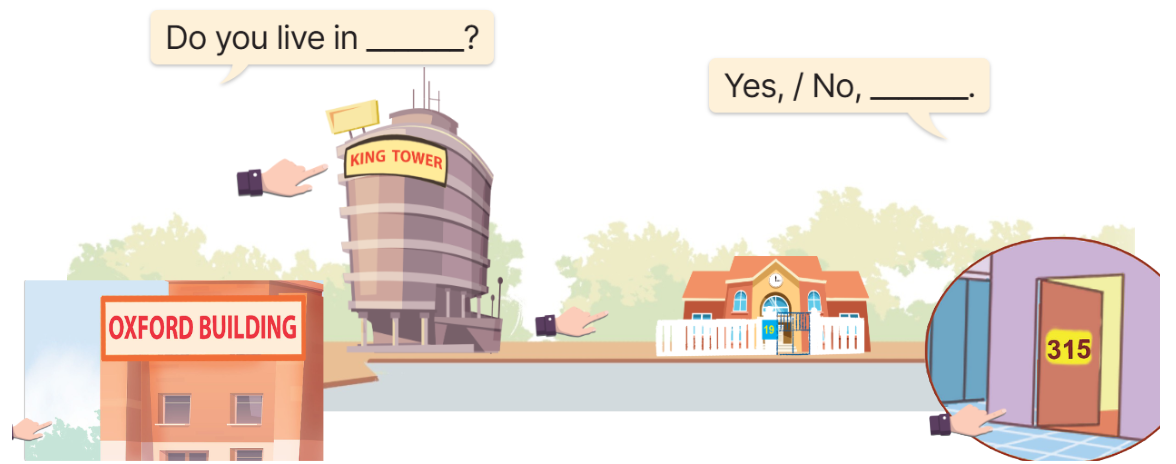 Do you live in ______?
Yes, / No, ______.
KING TOWER
OXFORD BUILDING
19
315